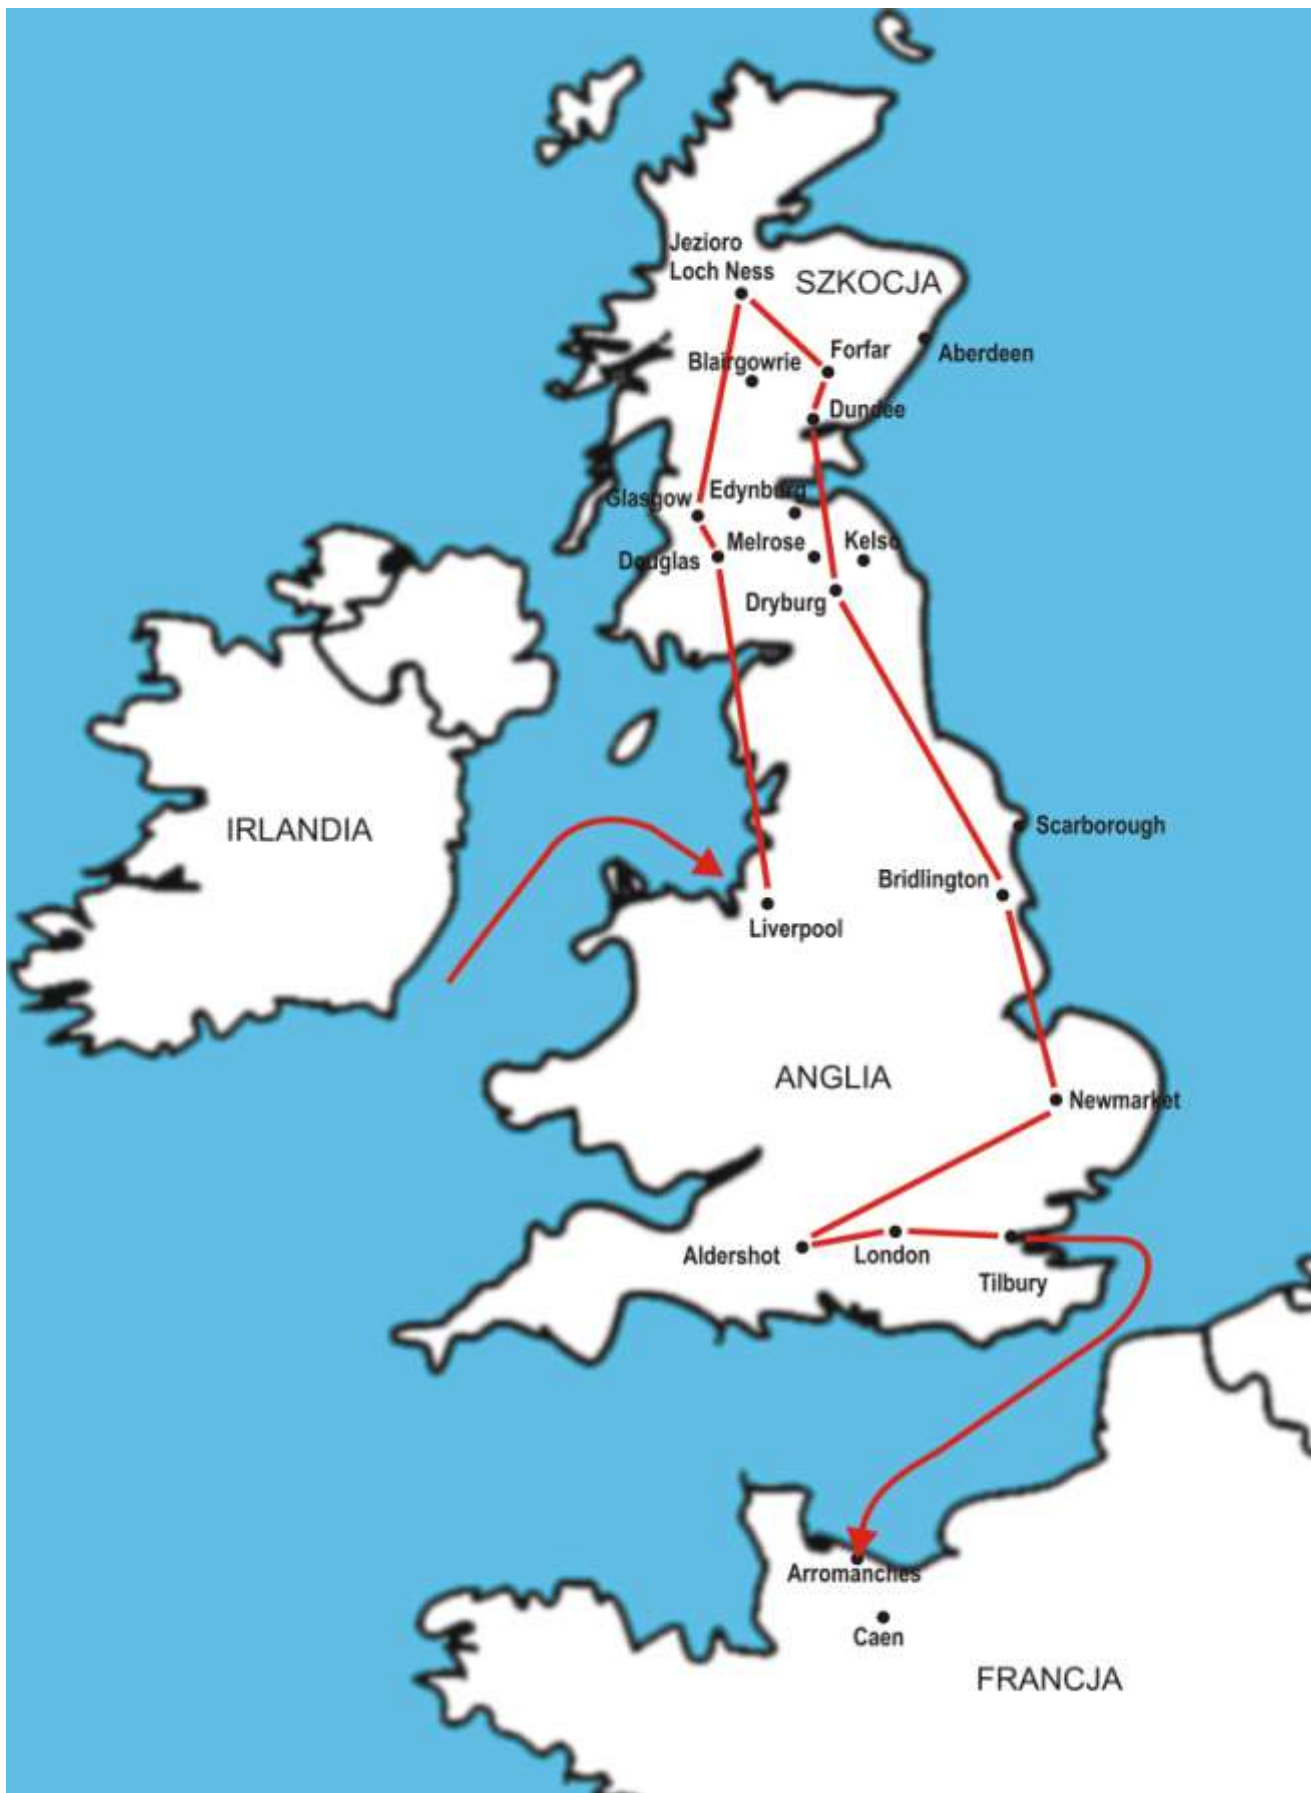 Jezioro
Loch Ness
SZKOCJA
Forfar
Aberdeen
Blairgowrie
Dundee
Glasgow
Edynburg
Melrose
Kelso
Douglas
Dryburg
IRLANDIA
Scarborough
Bridlington
Liverpool
ANGLIA
Newmarket
Aldershot
London
Tilbury
Arromanches
Caen
FRANCJA